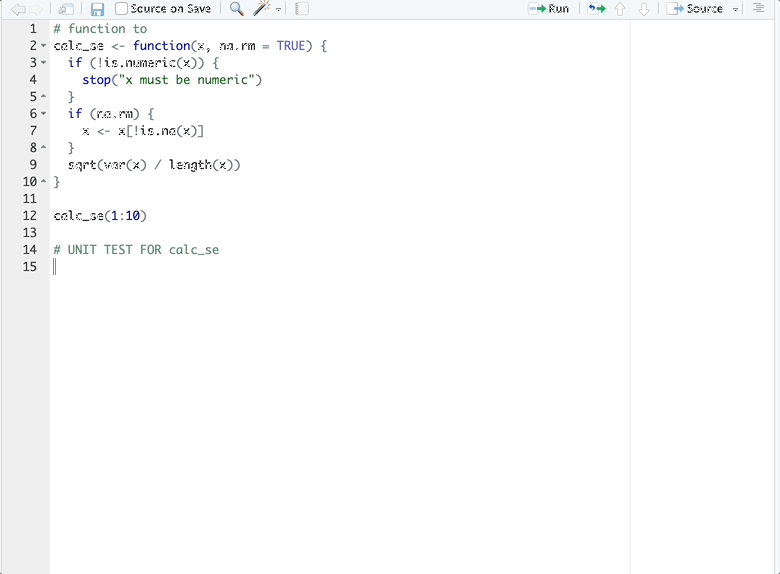 Source on Save Run Source
1 # function to
2 calc_se <- function(x, na.rm = TRUE) {
3 if (!is.numeric(x)) {
4 stop("x must be numeric")
5 }
6 if (na.rm) {
7 x <- x[!is.na(x)]
8 }
9 sqrt(var(x) / length(x))
10 }
11
12 calc_se(1:10)
13
14 # UNIT TEST FOR calc_se
15